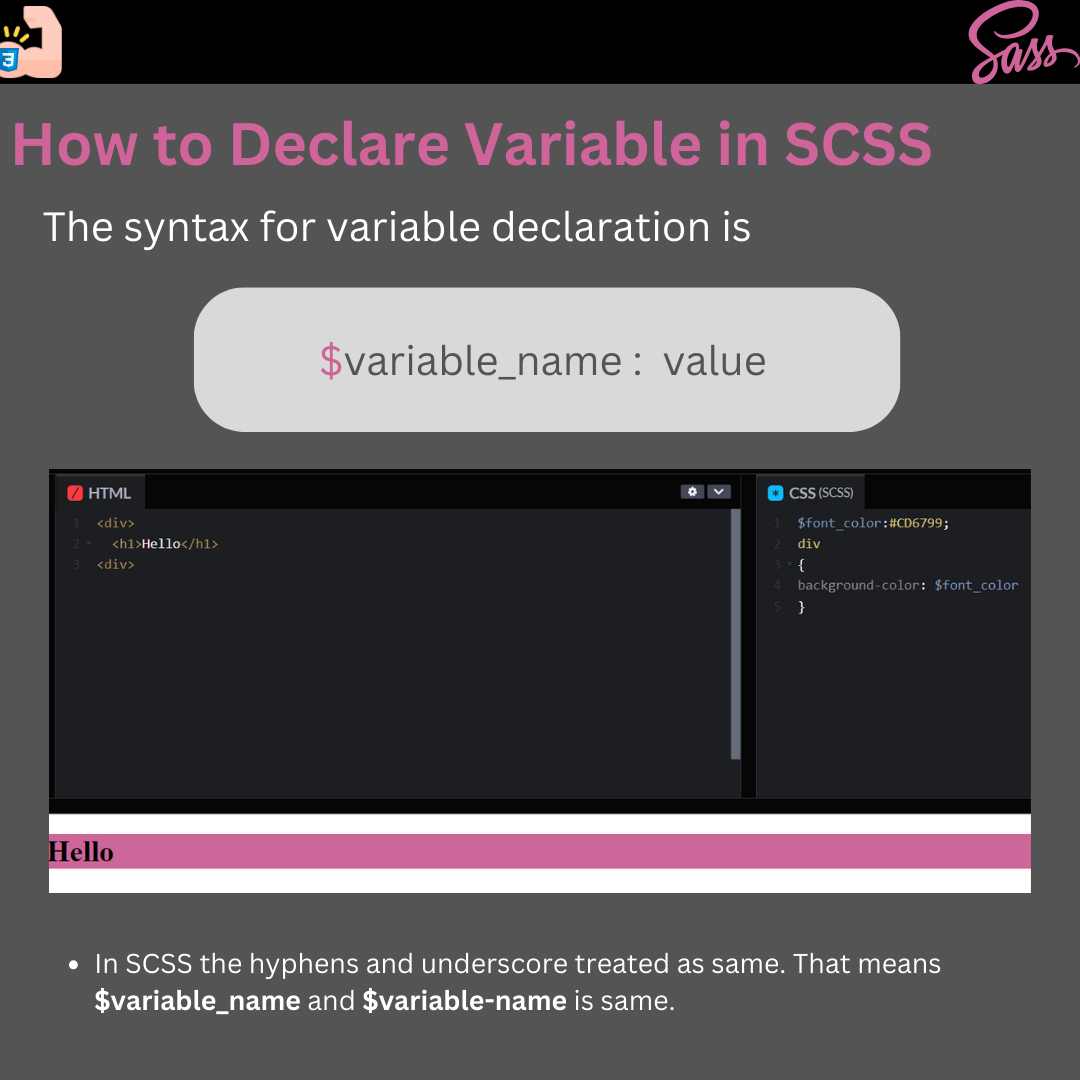 3
Sass
How to Declare Variable in SCSS
The syntax for variable declaration is
$variable_name : value
HTML
1 <div>
2 <h1>Hello</h1>
3 <div>
CSS (SCSS)
1 $font_color:#CD6799;
2 div
3 {
4 background-color: $font_color
5 }
Hello
• In SCSS the hyphens and underscore treated as same. That means
$variable_name and $variable-name is same.